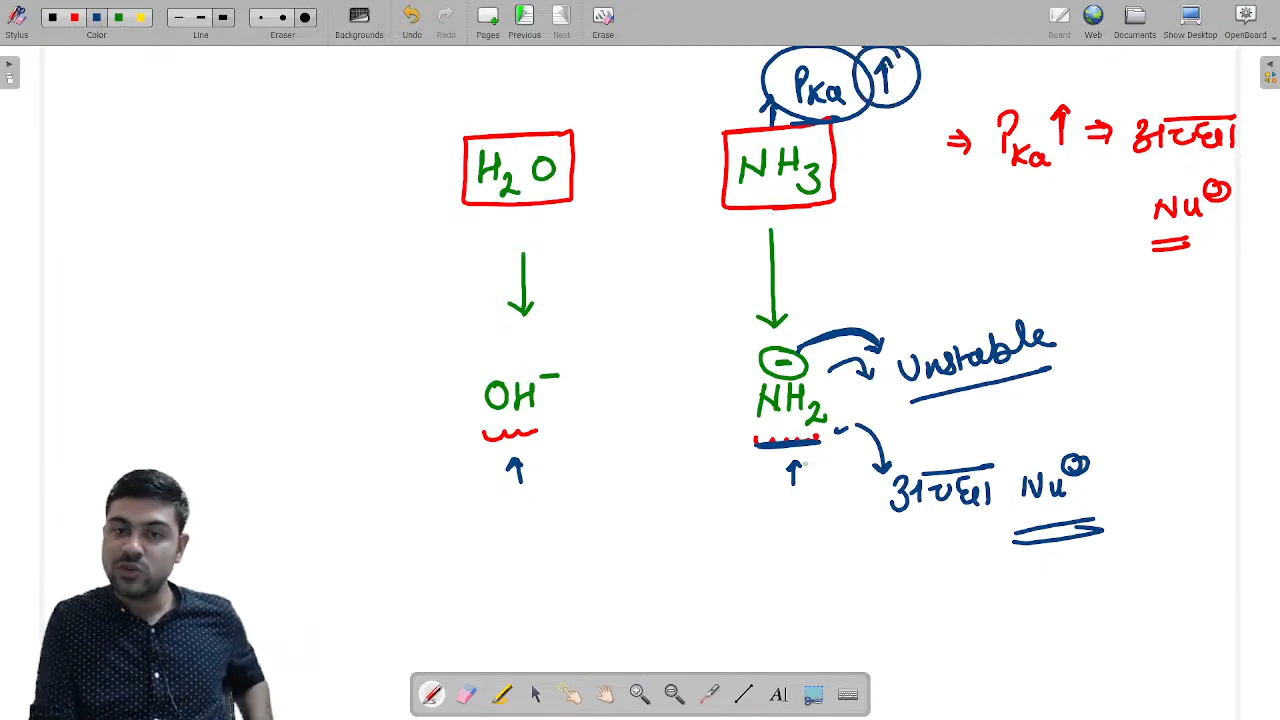 Stylus
Color
Line
Eraser
Backgrounds
Undo
Redo
Pages
Previous
Next
Erase
Board
Web
Documents
Show Desktop
OpenBoard
PKa ↑
H2O
NH3
⇒ PKa ↑ ⇒ अच्छा
Nu⊖
−
Unstable
OH−
NH2
अच्छा Nu⊖
AI